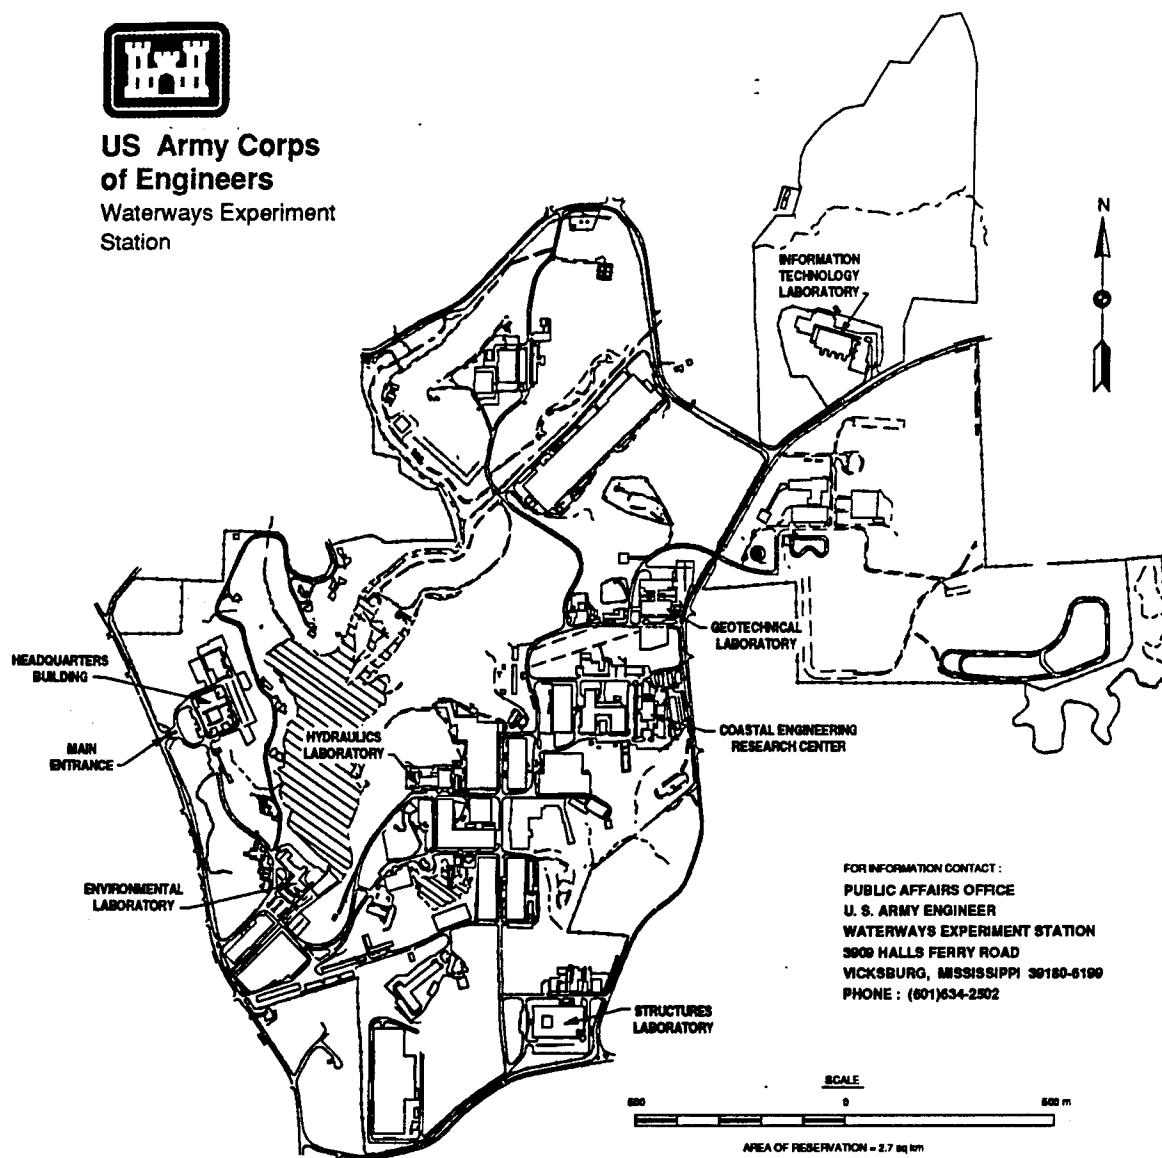 US Army Corps
of Engineers
Waterways Experiment
Station
N
INFORMATION
TECHNOLOGY
LABORATORY
GEOTECHNICAL
LABORATORY
HEADQUARTERS
BUILDING
MAIN
ENTRANCE
HYDRAULICS
LABORATORY
COASTAL ENGINEERING
RESEARCH CENTER
ENVIRONMENTAL
LABORATORY
STRUCTURES
LABORATORY
FOR INFORMATION CONTACT :
PUBLIC AFFAIRS OFFICE
U. S. ARMY ENGINEER
WATERWAYS EXPERIMENT STATION
3909 HALLS FERRY ROAD
VICKSBURG, MISSISSIPPI 39180-6199
PHONE : (601)634-2502
SCALE
500 0 500 m
AREA OF RESERVATION = 2.7 sq km